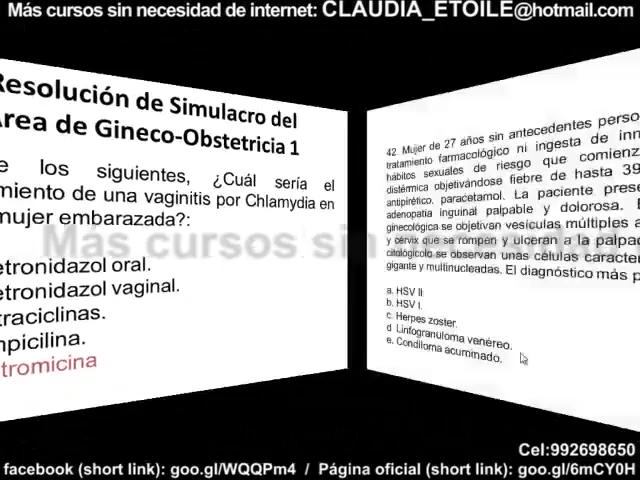 Más cursos sin necesidad de internet: CLAUDIA_ETOILE@hotmail.com
Resolución de Simulacro del
Área de Gineco-Obstetricia 1
e los siguientes, ¿Cuál sería el
miento de una vaginitis por Chlamydia en
mujer embarazada?:
etronidazol oral.
etronidazol vaginal.
traciclinas.
mpicilina.
tromicina
42. Mujer de 27 años sin antecedentes perso
tratamiento farmacológico ni ingesta de inm
hábitos sexuales de riesgo que comienz
distérmica objetivándose fiebre de hasta 39
antipirético, paracetamol. La paciente prese
adenopatia inguinal palpable y dolorosa. E
ginecológica se objetivan vesículas múltiples a
y cérvix que rompen y ulceran a la palpa
citológico se observan unas células caracter
gigante y multinucleadas. El diagnóstico más p
a. HSV II
b. HSV I.
c. Herpes zoster.
d Linfogranuloma venéreo.
e. Condiloma acuminado.
Más cursos sin necesidad
Cel:992698650
facebook (short link): goo.gl/WQQPm4 / Página oficial (short link): goo.gl/6mCY0H